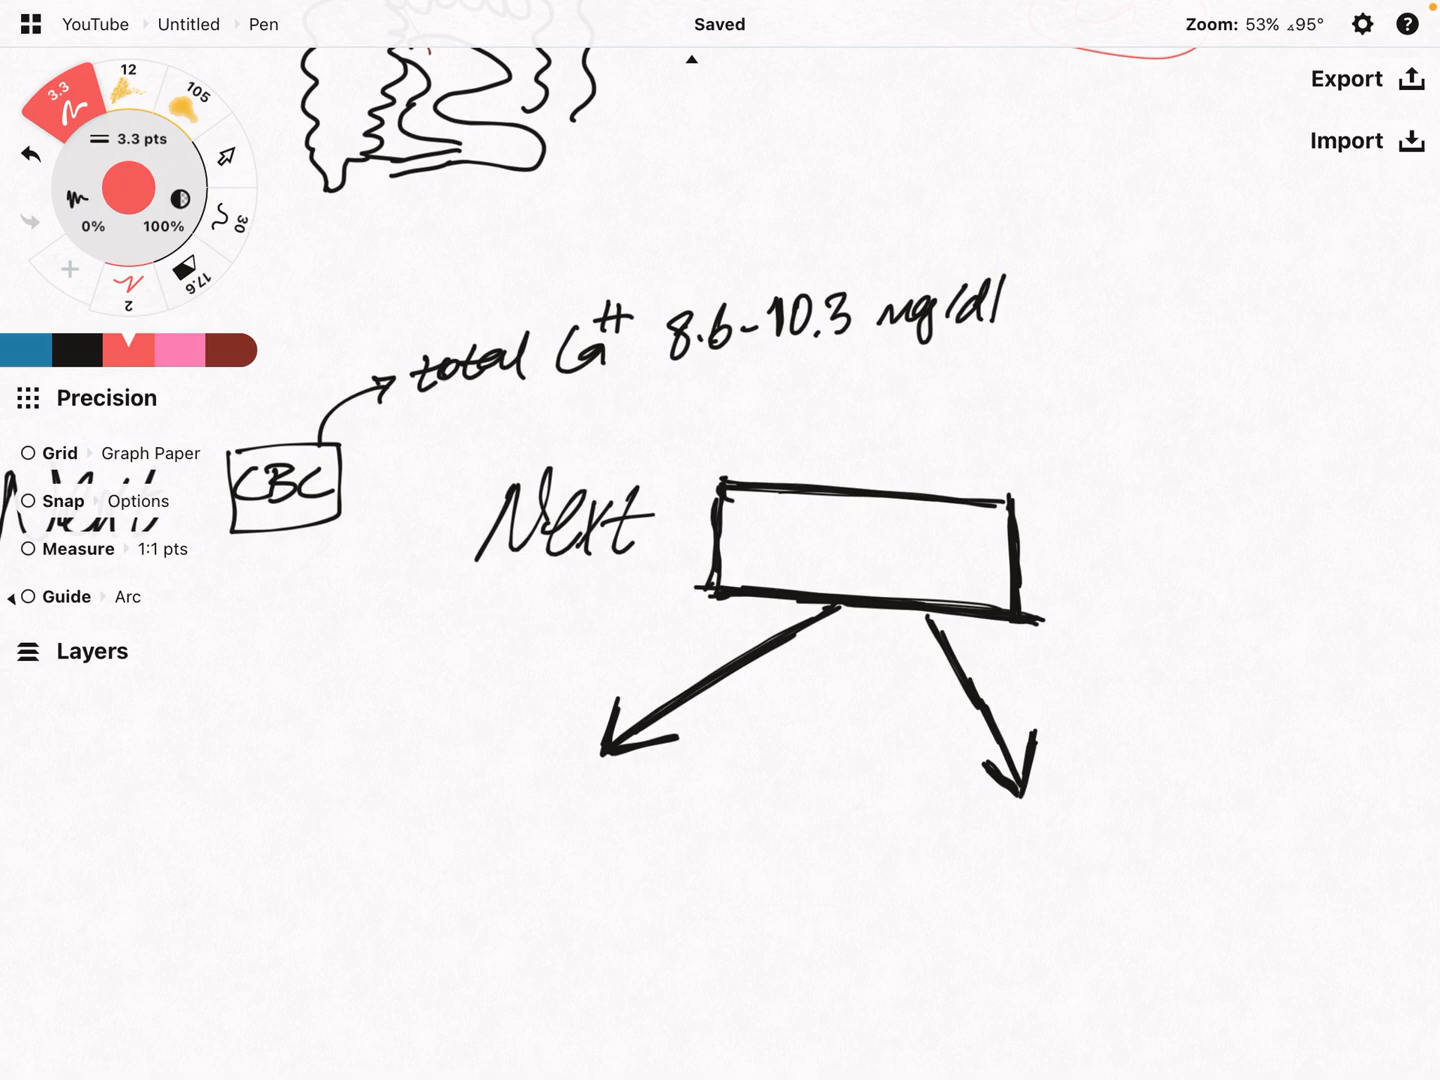 YouTube Untitled Pen
Saved
Zoom: 53% ⦟95°
Export
Import
3.3
12
105
3.3 pts
30
0%
100%
17.6
2
total Ca++ 8.6-10.3 mg/dl
Precision
Grid Graph Paper
CBC
Snap Options
Next
Measure 1:1 pts
Guide Arc
Layers